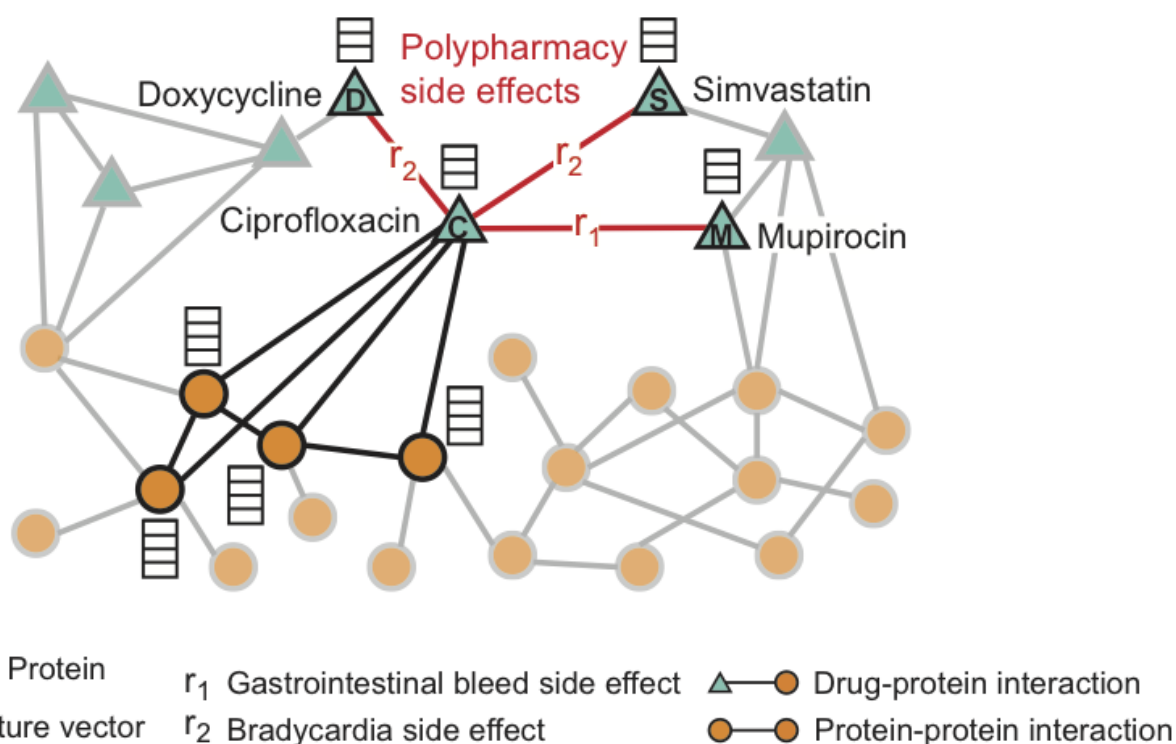 Polypharmacy
side effects
Doxycycline
D
S
Simvastatin
r2
r2
Ciprofloxacin
C
r1
M
Mupirocin
Protein
r1 Gastrointestinal bleed side effect
Drug-protein interaction
ture vector
r2 Bradycardia side effect
Protein-protein interaction